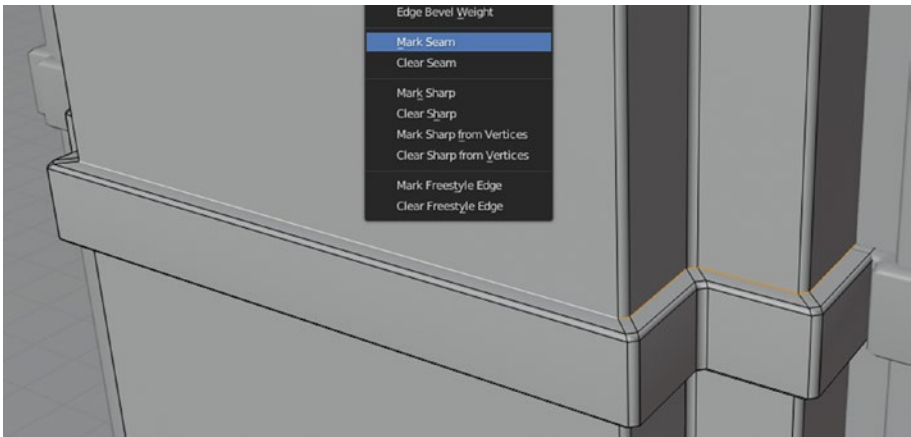 Edge Bevel Weight
Mark Seam
Clear Seam
Mark Sharp
Clear Sharp
Mark Sharp from Vertices
Clear Sharp from Vertices
Mark Freestyle Edge
Clear Freestyle Edge